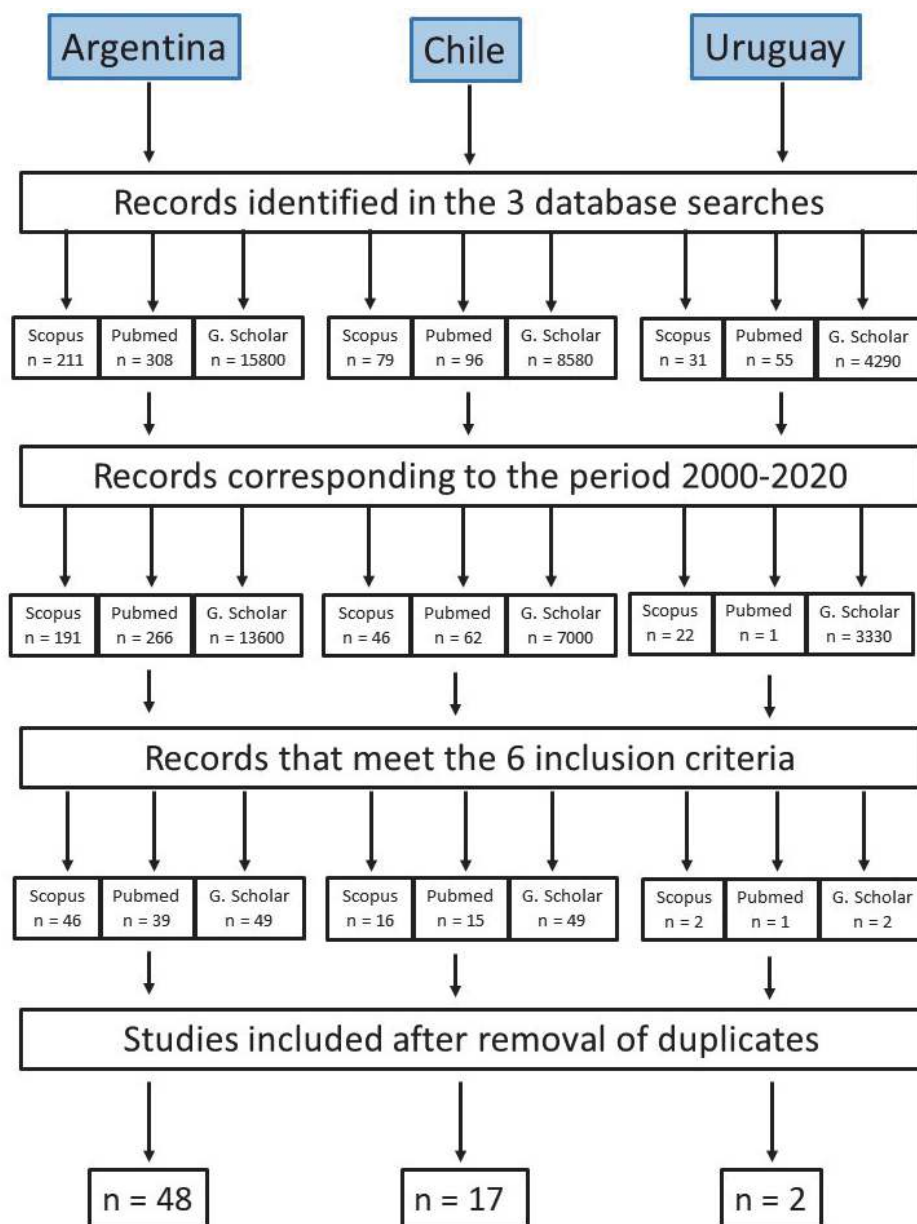 Argentina
Chile
Uruguay
Records identified in the 3 database searches
Scopus
n = 211
Pubmed
n = 308
G. Scholar
n = 15800
Scopus
n = 79
Pubmed
n = 96
G. Scholar
n = 8580
Scopus
n = 31
Pubmed
n = 55
G. Scholar
n = 4290
Records corresponding to the period 2000-2020
Scopus
n = 191
Pubmed
n = 266
G. Scholar
n = 13600
Scopus
n = 46
Pubmed
n = 62
G. Scholar
n = 7000
Scopus
n = 22
Pubmed
n = 1
G. Scholar
n = 3330
Records that meet the 6 inclusion criteria
Scopus
n = 46
Pubmed
n = 39
G. Scholar
n = 49
Scopus
n = 16
Pubmed
n = 15
G. Scholar
n = 49
Scopus
n = 2
Pubmed
n = 1
G. Scholar
n = 2
Studies included after removal of duplicates
n = 48
n = 17
n = 2